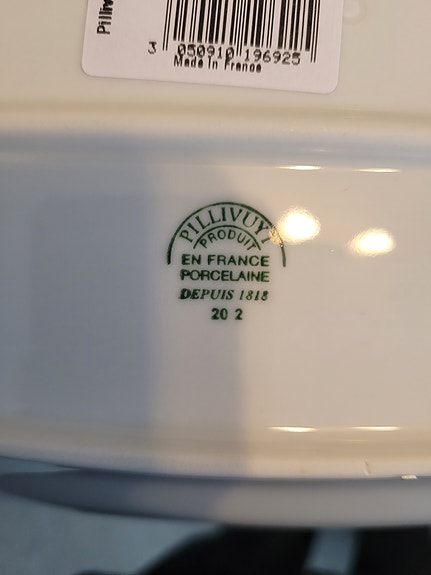 3 050910 196925
Made in France
PILLIVUYT
PRODUIT
EN FRANCE
PORCELAINE
DEPUIS 1818
20 2